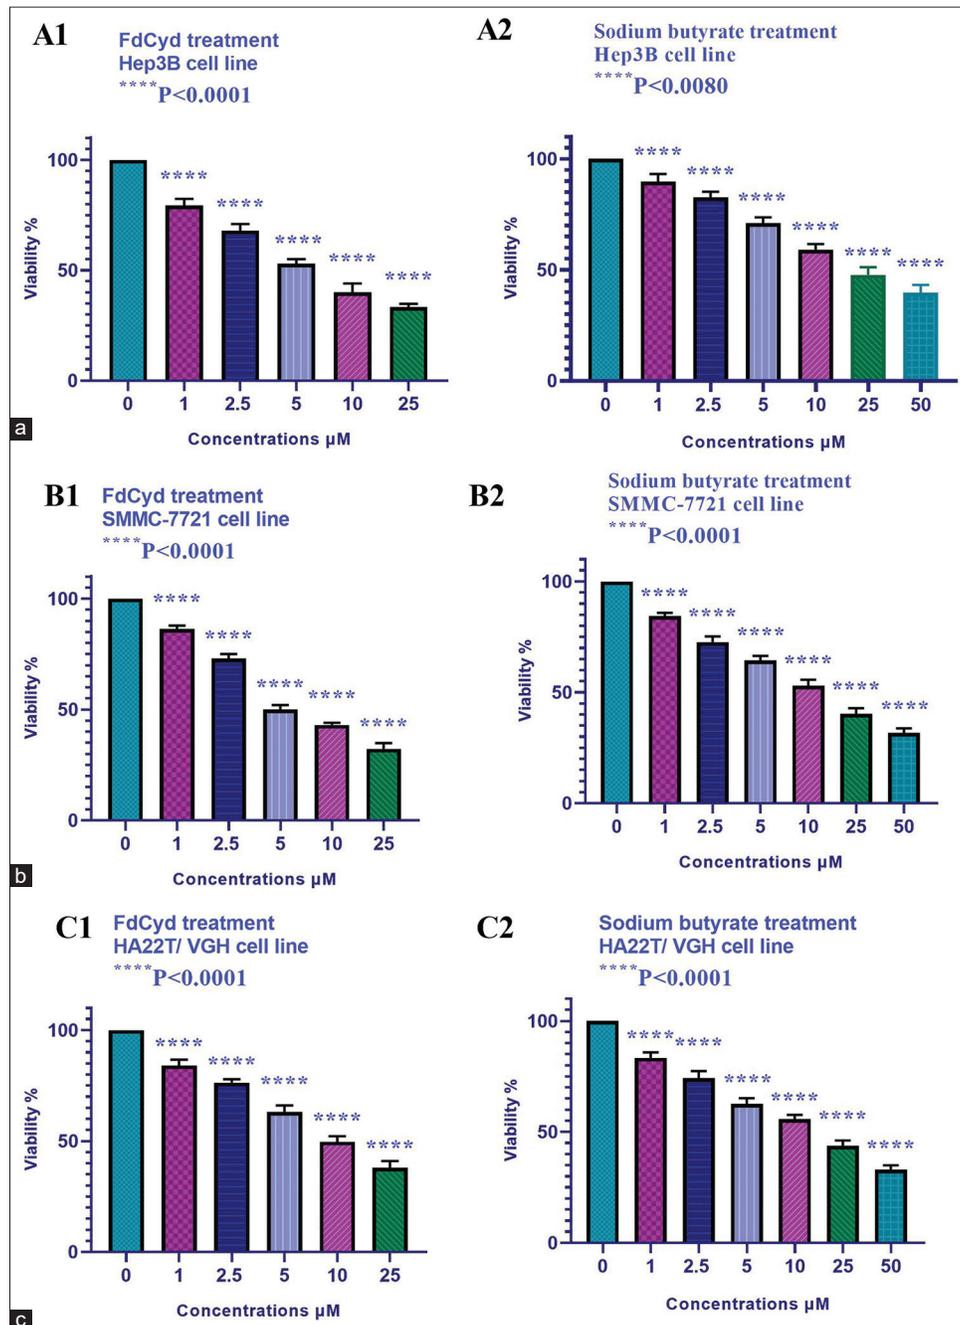 A1
FdCyd treatment
Hep3B cell line
****P<0.0001
Viability %
100
50
0
****
****
****
****
****
0 1 2.5 5 10 25
Concentrations µM
A2
Sodium butyrate treatment
Hep3B cell line
****P<0.0080
Viability %
100
50
0
****
****
****
****
****
****
0 1 2.5 5 10 25 50
Concentrations µM
a
B1
FdCyd treatment
SMMC-7721 cell line
****P<0.0001
Viability %
100
50
0
****
****
****
****
****
0 1 2.5 5 10 25
Concentrations µM
B2
Sodium butyrate treatment
SMMC-7721 cell line
****P<0.0001
Viability %
100
50
0
****
****
****
****
****
****
0 1 2.5 5 10 25 50
Concentrations µM
b
C1
FdCyd treatment
HA22T/ VGH cell line
****P<0.0001
Viability %
100
50
0
****
****
****
****
****
0 1 2.5 5 10 25
Concentrations µM
C2
Sodium butyrate treatment
HA22T/ VGH cell line
****P<0.0001
Viability %
100
50
0
****
****
****
****
****
****
0 1 2.5 5 10 25 50
Concentrations µM
c